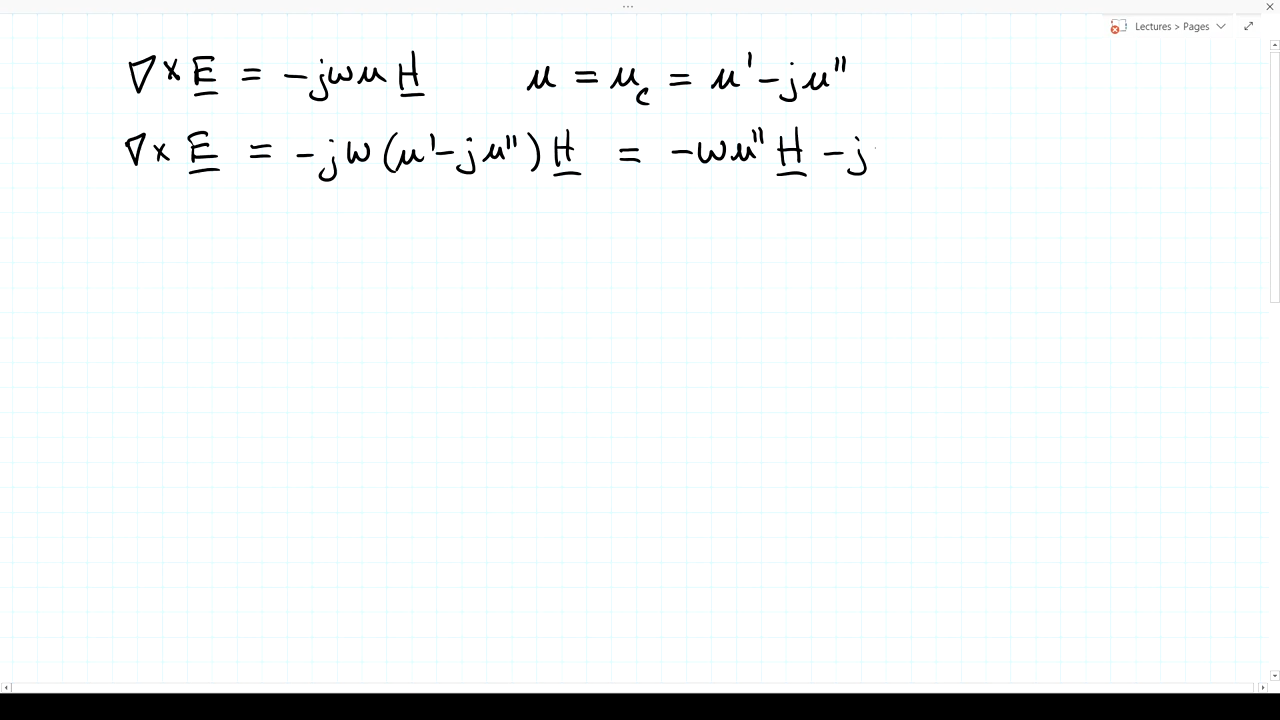 Lectures > Pages
∇ × E = -jωμ H μ = μc = μ' - jμ"
∇ × E = -jω(μ' - jμ") H = -ωμ" H - j